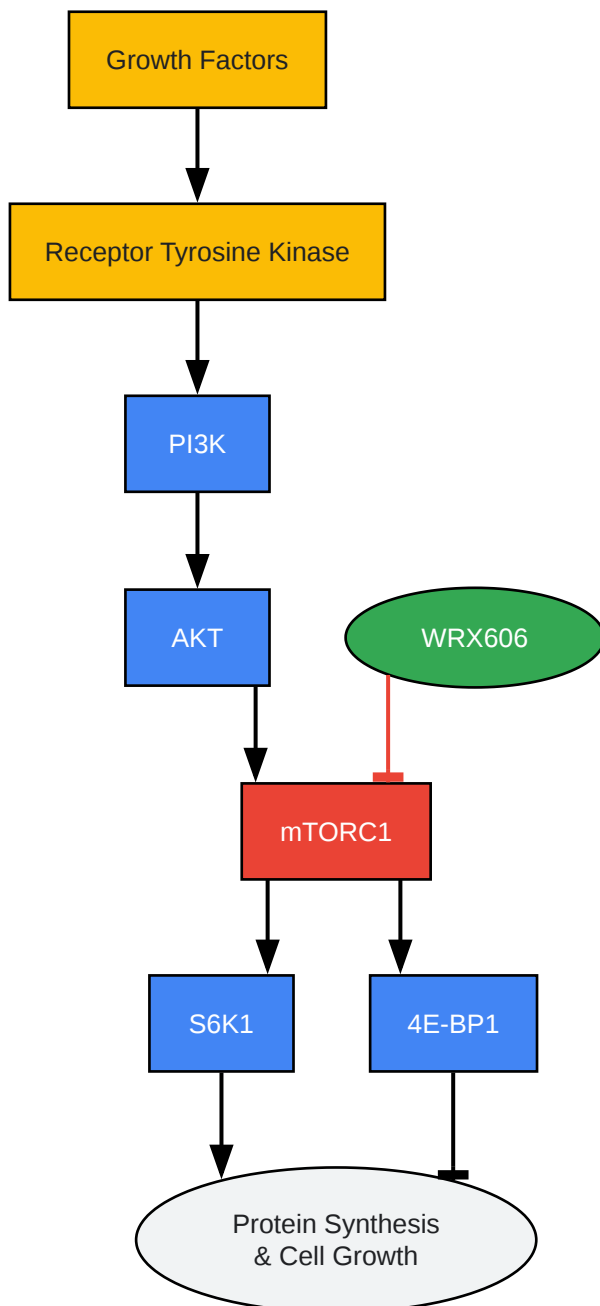 Growth Factors
Receptor Tyrosine Kinase
PI3K
AKT
WRX606
mTORC1
S6K1
4E-BP1
Protein Synthesis
& Cell Growth